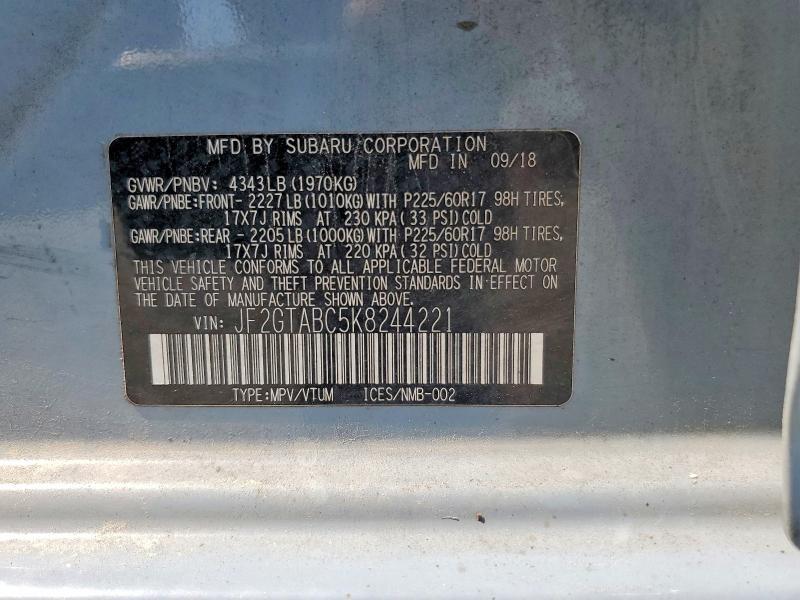 MFD BY SUBARU CORPORATION
MFD IN 09/18
GVWR/PNBV: 4343LB(1970KG)
GAWR/PNBE:FRONT- 2227LB(1010KG)WITH P225/60R17 98H TIRES,
17X7J RIMS AT 230 KPA( 33 PSI)COLD
GAWR/PNBE:REAR - 2205LB(1000KG)WITH P225/60R17 98H TIRES,
17X7J RIMS AT 220 KPA( 32 PSI)COLD
THIS VEHICLE CONFORMS TO ALL APPLICABLE FEDERAL MOTOR
VEHICLE SAFETY AND THEFT PREVENTION STANDARDS IN EFFECT ON
THE DATE OF MANUFACTURE SHOWN ABOVE.
VIN: JF2GTABC5K8244221
TYPE:MPV/VTUM ICES/NMB-002